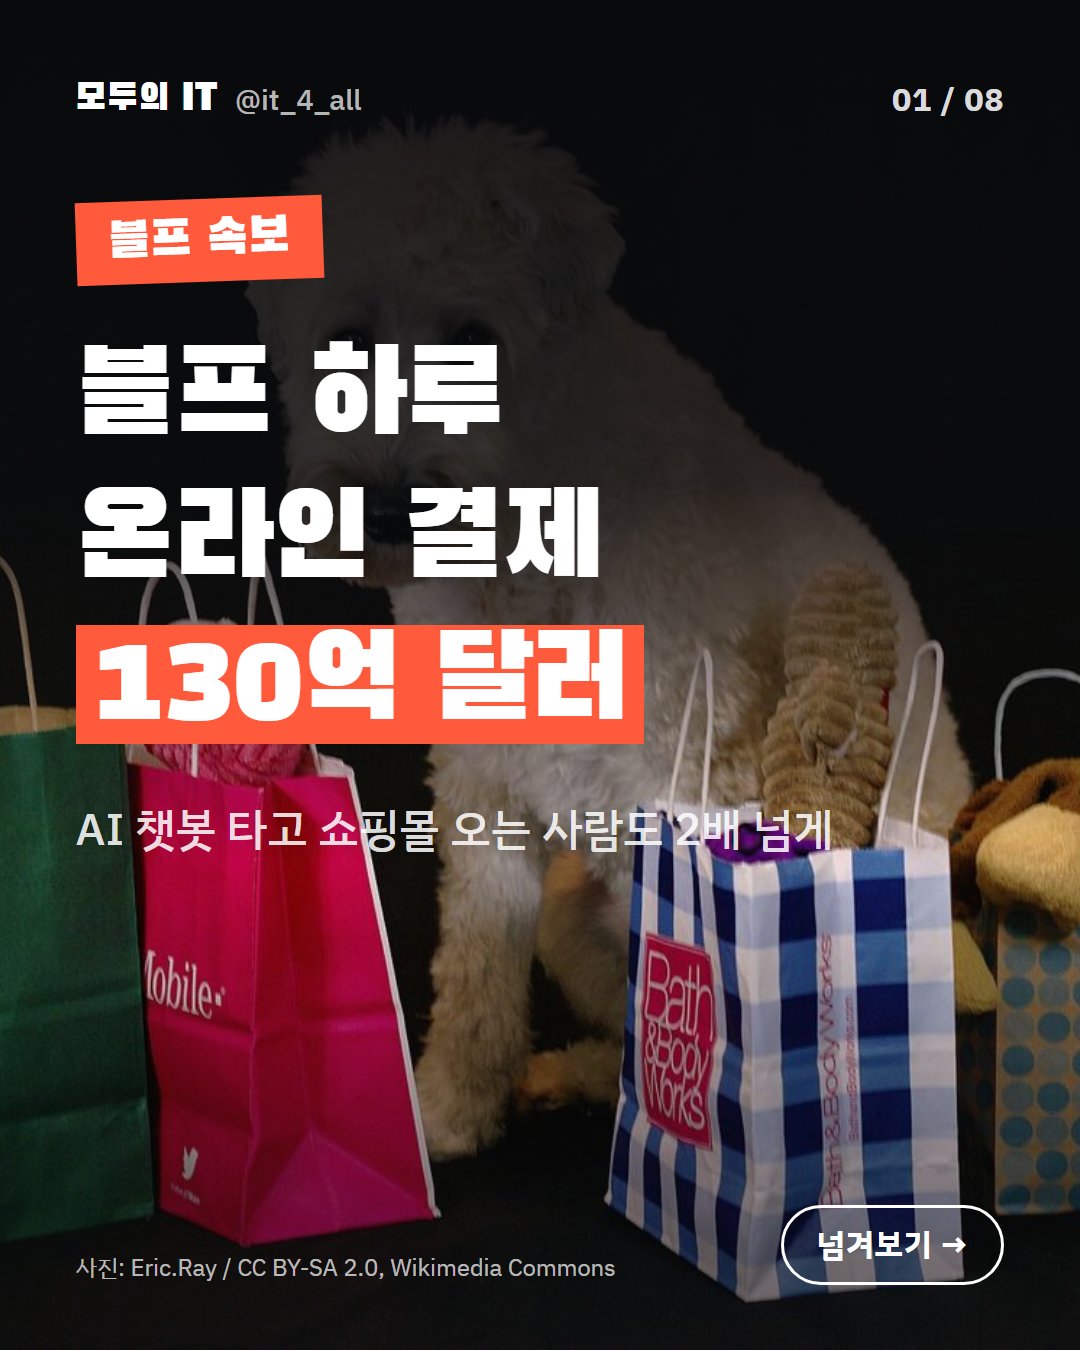 모두의 IT @it_4_all
01 / 08
블프 속보
블프 하루
온라인 결제
130억 달러
AI 챗봇 타고 쇼핑몰 오는 사람도 2배 넘게
Mobile
Bath
&Body
Works
Bath & Body Works
BathandBodyWorks.com
넘겨보기 →
사진: Eric.Ray / CC BY-SA 2.0, Wikimedia Commons